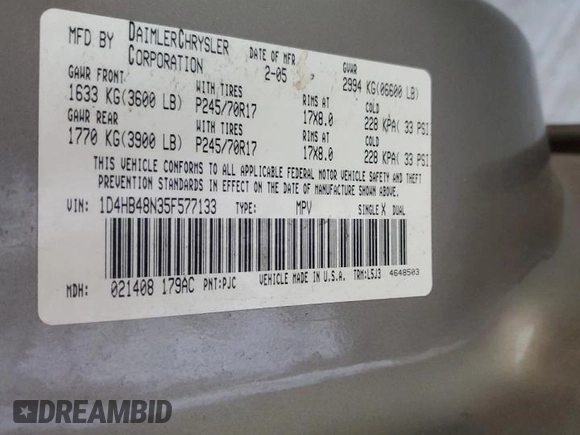 MFD BY DAIMLERCHRYSLER CORPORATION DATE OF MFR 2-05 GVWR 2994 KG(06600 LB)
GAWR FRONT WITH TIRES RIMS AT COLD
1633 KG(3600 LB) P245/70R17 17X8.0 228 KPA( 33 PSI
GAWR REAR WITH TIRES RIMS AT COLD
1770 KG(3900 LB) P245/70R17 17X8.0 228 KPA( 33 PSI
THIS VEHICLE CONFORMS TO ALL APPLICABLE FEDERAL MOTOR VEHICLE SAFETY AND THEFT
PREVENTION STANDARDS IN EFFECT ON THE DATE OF MANUFACTURE SHOWN ABOVE.
VIN: 1D4HB48N35F577133 TYPE: MPV SINGLE X DUAL
MDH: 021408 179AC PNT:PJC VEHICLE MADE IN U.S.A. TRM:L5J3 4648503
DREAMBID